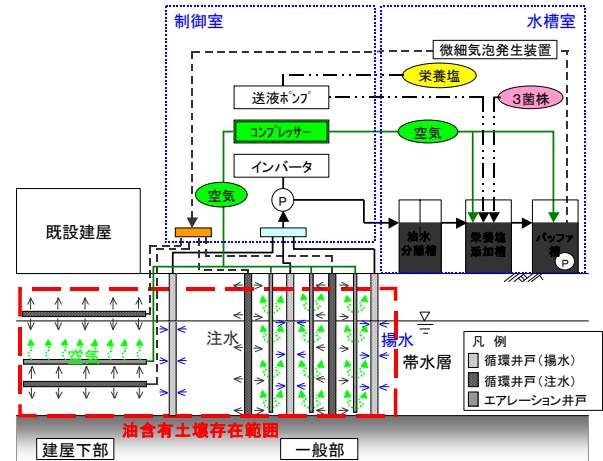 制御室
水槽室
微細気泡発生装置
栄養塩
送液ﾎﾟﾝﾌﾟ
3菌株
ｺﾝﾌﾟﾚｯｻｰ
空気
インバータ
空気
P
既設建屋
油水
分離槽
栄養塩
添加槽
バッファ
槽
P
空気
注水
揚水
帯水層
凡 例
循環井戸(揚水)
循環井戸(注水)
エアレーション井戸
油含有土壌存在範囲
建屋下部
一般部